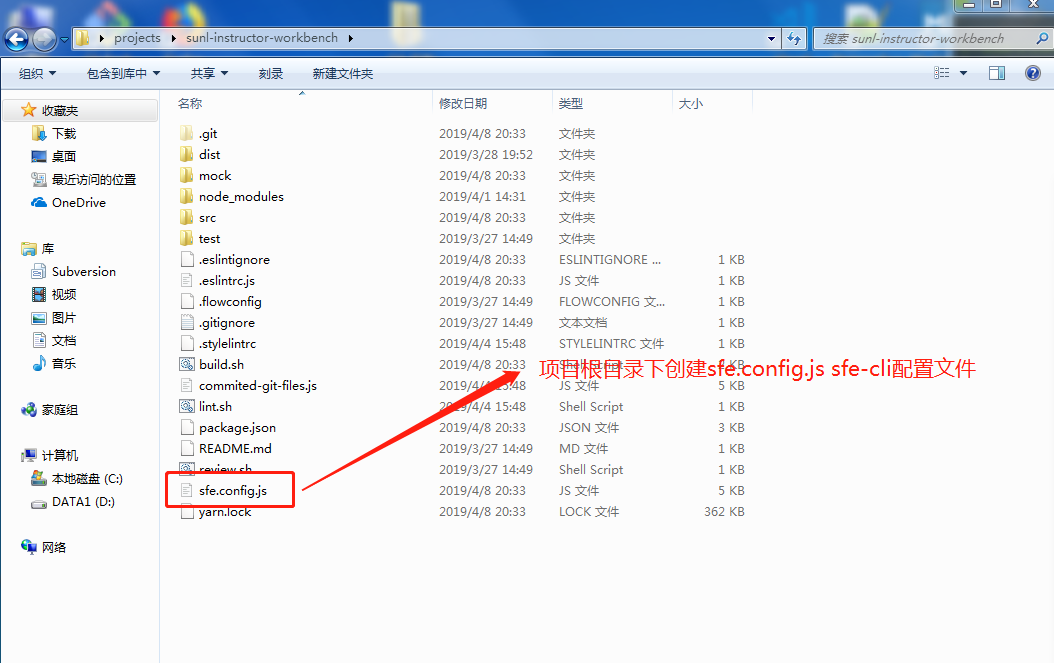 projects sunl-instructor-workbench 搜索 sunl-instructor-workbench
组织 包含到库中 共享 刻录 新建文件夹
收藏夹
下载
桌面
最近访问的位置
OneDrive
库
Subversion
视频
图片
文档
音乐
家庭组
计算机
本地磁盘 (C:)
DATA1 (D:)
网络
名称 修改日期 类型 大小
.git 2019/4/8 20:33 文件夹
dist 2019/3/28 19:52 文件夹
mock 2019/4/8 20:33 文件夹
node_modules 2019/4/1 14:31 文件夹
src 2019/4/8 20:33 文件夹
test 2019/3/27 14:49 文件夹
.eslintignore 2019/4/8 20:33 ESLINTIGNORE ... 1 KB
.eslintrc.js 2019/4/8 20:33 JS 文件 1 KB
.flowconfig 2019/3/27 14:49 FLOWCONFIG 文... 1 KB
.gitignore 2019/3/27 14:49 文本文档 1 KB
.stylelintrc 2019/4/4 15:48 STYLELINTRC 文件 1 KB
build.sh 2019/4/8 20:33 Shell Script 1 KB
项目根目录下创建sfe.config.js sfe-cli配置文件
commited-git-files.js 2019/4/4 15:48 JS 文件 5 KB
lint.sh 2019/4/4 15:48 Shell Script 1 KB
package.json 2019/4/8 20:33 JSON 文件 3 KB
README.md 2019/3/27 14:49 MD 文件 1 KB
review.sh 2019/3/27 14:49 Shell Script 1 KB
sfe.config.js 2019/4/8 20:33 JS 文件 5 KB
yarn.lock 2019/4/8 20:33 LOCK 文件 362 KB